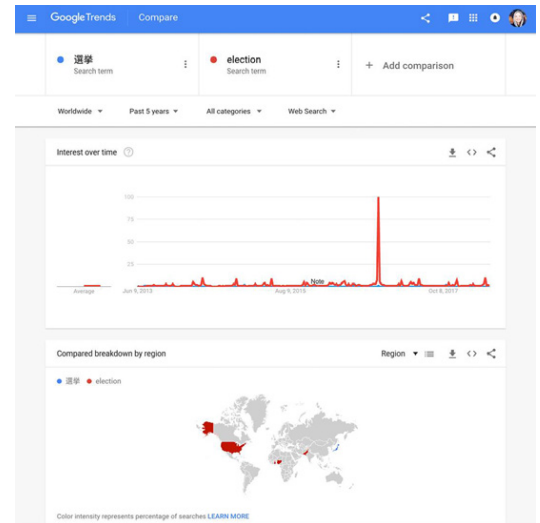 Google Trends Compare
選挙
Search term
election
Search term
+ Add comparison
Worldwide
Past 5 years
All categories
Web Search
Interest over time
100
75
50
25
Note
Average
Jun 9, 2013
Aug 9, 2015
Oct 8, 2017
Compared breakdown by region
Region
選挙 election
Color intensity represents percentage of searches LEARN MORE